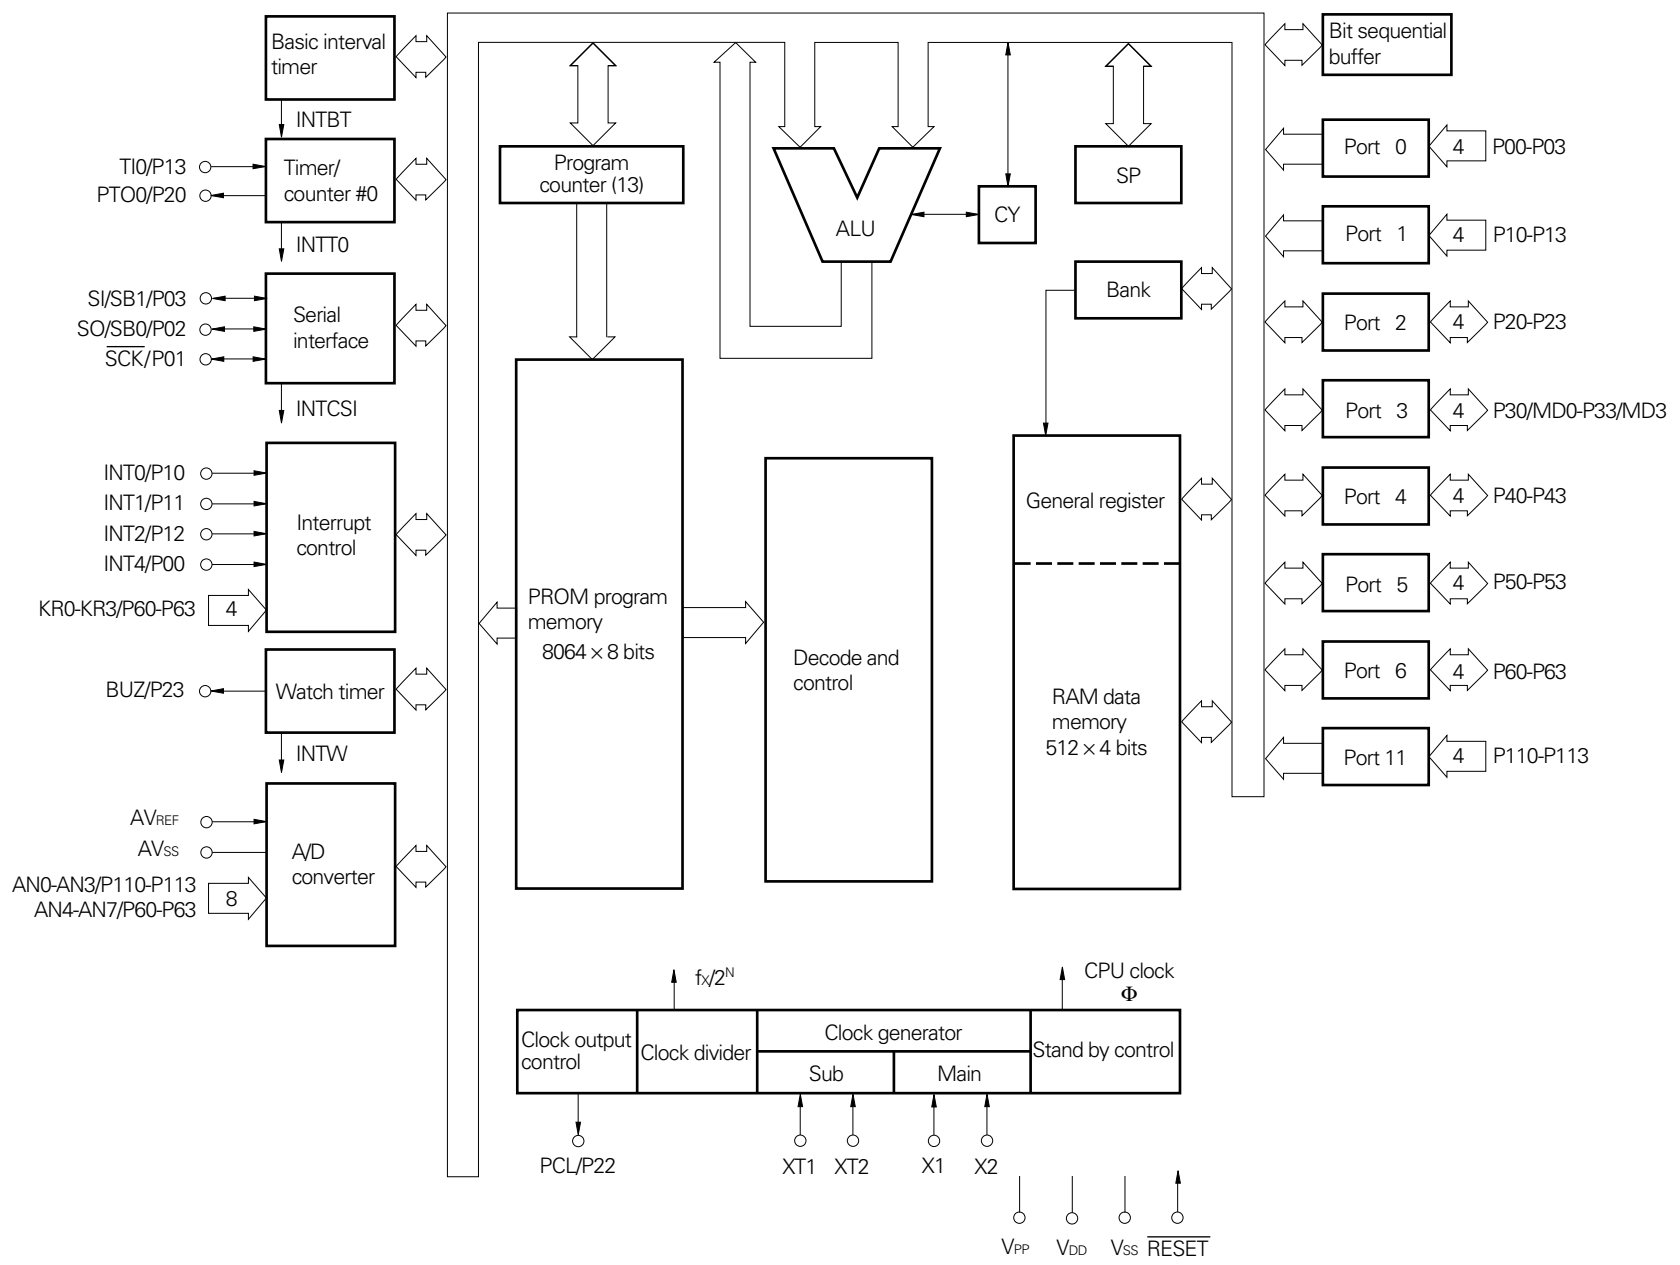 Basic interval
timer
INTBT
TI0/P13
PTO0/P20
Timer/
counter #0
INTT0
SI/SB1/P03
SO/SB0/P02
SCK/P01
Serial
interface
INTCSI
INT0/P10
INT1/P11
INT2/P12
INT4/P00
KR0-KR3/P60-P63
4
Interrupt
control
BUZ/P23
Watch timer
INTW
AVREF
AVSS
AN0-AN3/P110-P113
AN4-AN7/P60-P63
8
A/D
converter
Program
counter (13)
ALU
CY
SP
Bank
PROM program
memory
8064 × 8 bits
Decode and
control
General register
RAM data
memory
512 × 4 bits
Bit sequential
buffer
Port 0
4
P00-P03
Port 1
4
P10-P13
Port 2
4
P20-P23
Port 3
4
P30/MD0-P33/MD3
Port 4
4
P40-P43
Port 5
4
P50-P53
Port 6
4
P60-P63
Port 11
4
P110-P113
fX/2N
CPU clock
Φ
Clock output
control
Clock divider
Clock generator
Sub
Main
Stand by control
PCL/P22
XT1
XT2
X1
X2
VPP
VDD
VSS
RESET